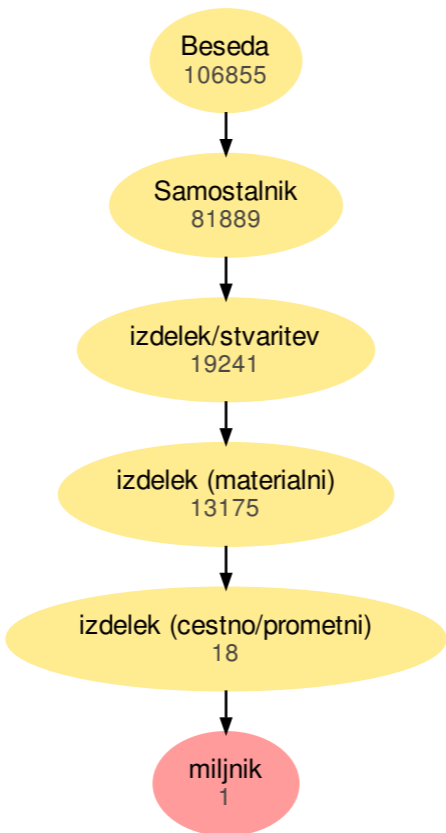 Beseda
106855
Samostalnik
81889
izdelek/stvaritev
19241
izdelek (materialni)
13175
izdelek (cestno/prometni)
18
miljnik
1